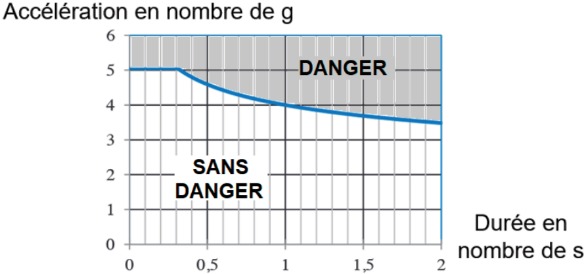 Accélération en nombre de g
6
5
DANGER
4
3
SANS
2
DANGER
1
Durée en
0
nombre de s
0 0,5 1 1,5 2